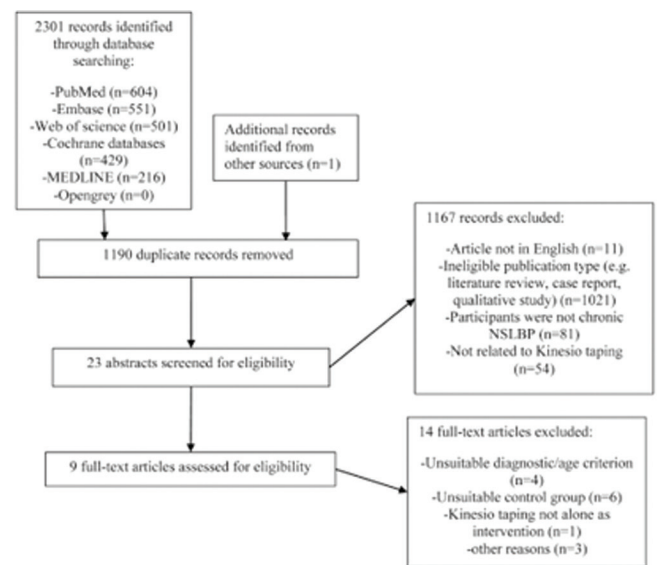 2301 records identified
through database
searching:
-PubMed (n=604)
-Embase (n=551)
-Web of science (n=501)
-Cochrane databases
(n=429)
-MEDLINE (n=216)
-Opengrey (n=0)
Additional records
identified from
other sources (n=1)
1190 duplicate records removed
1167 records excluded:
-Article not in English (n=11)
-Ineligible publication type (e.g.
literature review, case report,
qualitative study) (n=1021)
-Participants were not chronic
NSLBP (n=81)
-Not related to Kinesio taping
(n=54)
23 abstracts screened for eligibility
14 full-text articles excluded:
-Unsuitable diagnostic/age criterion
(n=4)
-Unsuitable control group (n=6)
-Kinesio taping not alone as
intervention (n=1)
-other reasons (n=3)
9 full-text articles assessed for eligibility